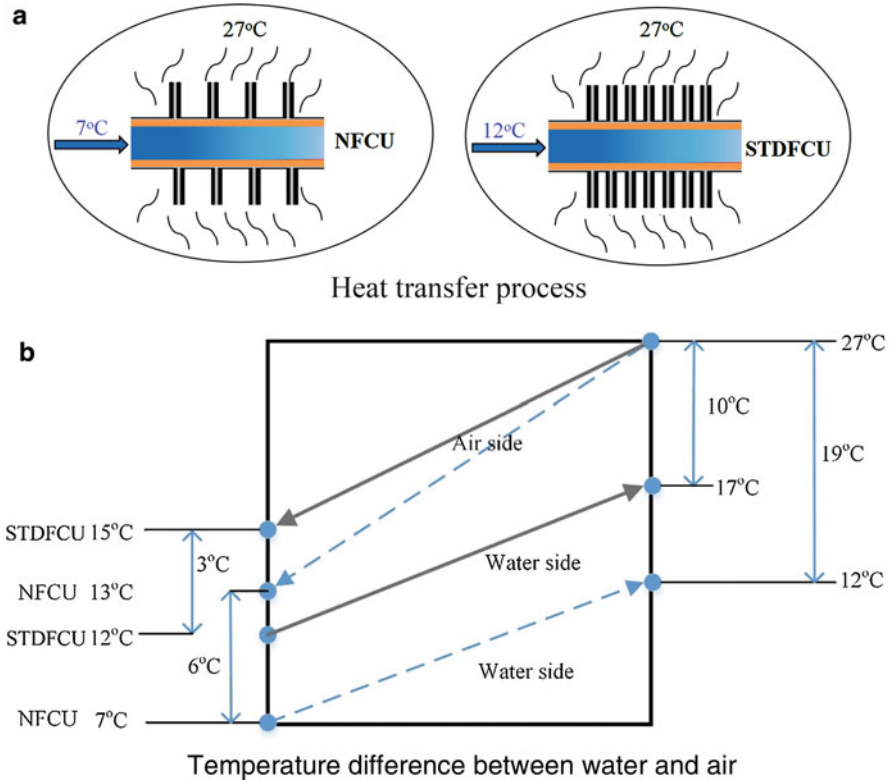 a
27°C
27°C
7°C
NFCU
12°C
STDFCU
Heat transfer process
b
27°C
10°C
Air side
19°C
17°C
STDFCU 15°C
3°C
Water side
NFCU 13°C
12°C
STDFCU 12°C
6°C
Water side
NFCU 7°C
Temperature difference between water and air